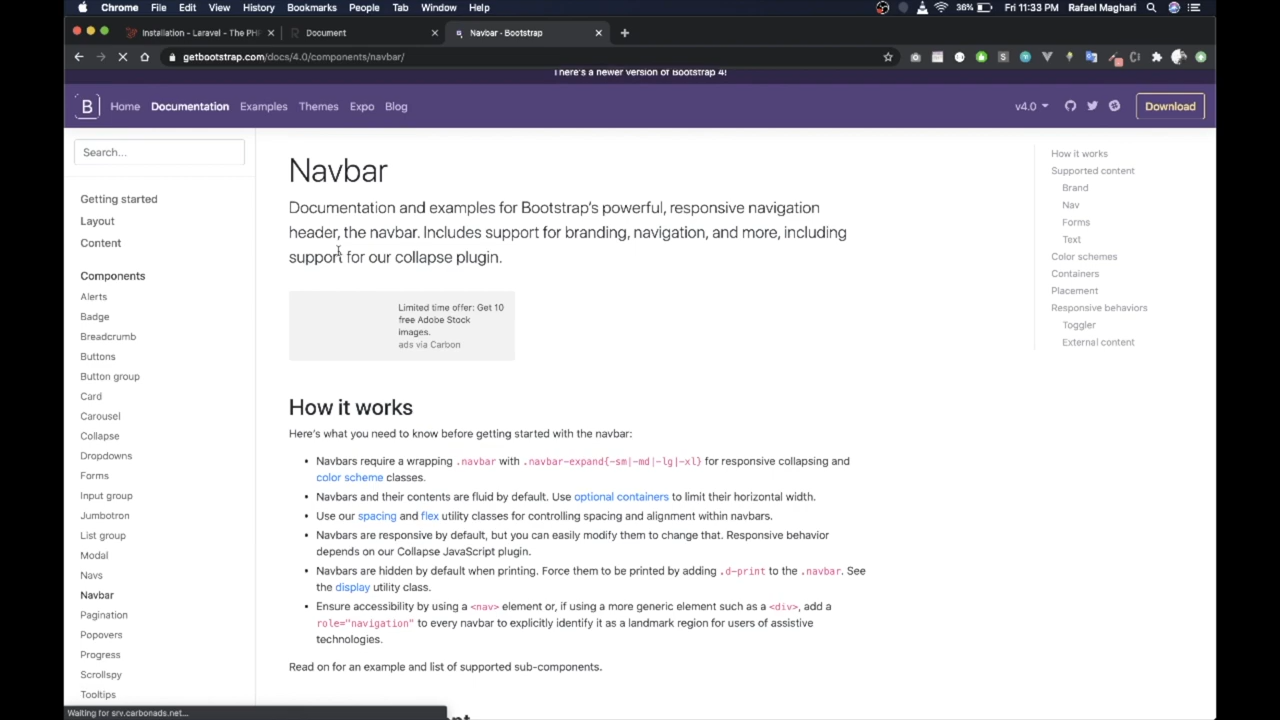 Chrome File Edit View History Bookmarks People Tab Window Help 36% Fri 11:33 PM Rafael Maghari
Installation - Laravel - The PH Document Navbar · Bootstrap
getbootstrap.com/docs/4.0/components/navbar/
There's a newer version of Bootstrap 4!
B Home Documentation Examples Themes Expo Blog v4.0 Download
Search...
Getting started
Layout
Content
Components
Alerts
Badge
Breadcrumb
Buttons
Button group
Card
Carousel
Collapse
Dropdowns
Forms
Input group
Jumbotron
List group
Modal
Navs
Navbar
Pagination
Popovers
Progress
Scrollspy
Tooltips
Navbar
Documentation and examples for Bootstrap's powerful, responsive navigation
header, the navbar. Includes support for branding, navigation, and more, including
support for our collapse plugin.
Limited time offer: Get 10
free Adobe Stock
images.
ads via Carbon
How it works
Here's what you need to know before getting started with the navbar:
• Navbars require a wrapping .navbar with .navbar-expand{-sm|-md|-lg|-xl} for responsive collapsing and
color scheme classes.
• Navbars and their contents are fluid by default. Use optional containers to limit their horizontal width.
• Use our spacing and flex utility classes for controlling spacing and alignment within navbars.
• Navbars are responsive by default, but you can easily modify them to change that. Responsive behavior
depends on our Collapse JavaScript plugin.
• Navbars are hidden by default when printing. Force them to be printed by adding .d-print to the .navbar. See
the display utility class.
• Ensure accessibility by using a <nav> element or, if using a more generic element such as a <div>, add a
role="navigation" to every navbar to explicitly identify it as a landmark region for users of assistive
technologies.
Read on for an example and list of supported sub-components.
How it works
Supported content
Brand
Nav
Forms
Text
Color schemes
Containers
Placement
Responsive behaviors
Toggler
External content
Waiting for srv.carbonads.net...